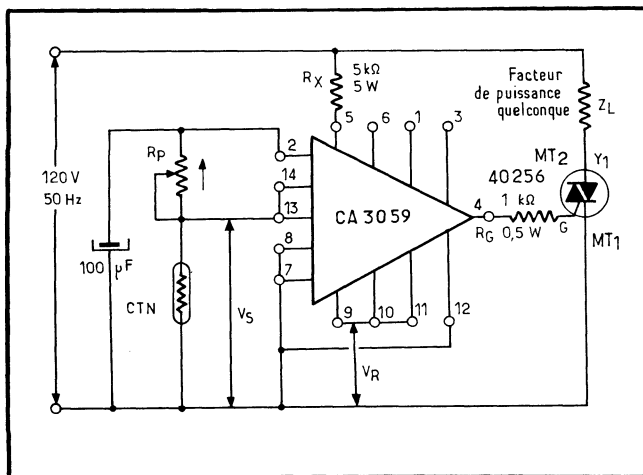 120 V
50 Hz
100 µF
RP
CTN
VS
RX
5 kΩ
5 W
5
6
1
3
2
14
13
8
7
CA 3059
9
10
11
12
VR
4
RG
1 kΩ
0,5 W
G
40256
MT2
Y1
MT1
Facteur
de puissance
quelconque
ZL